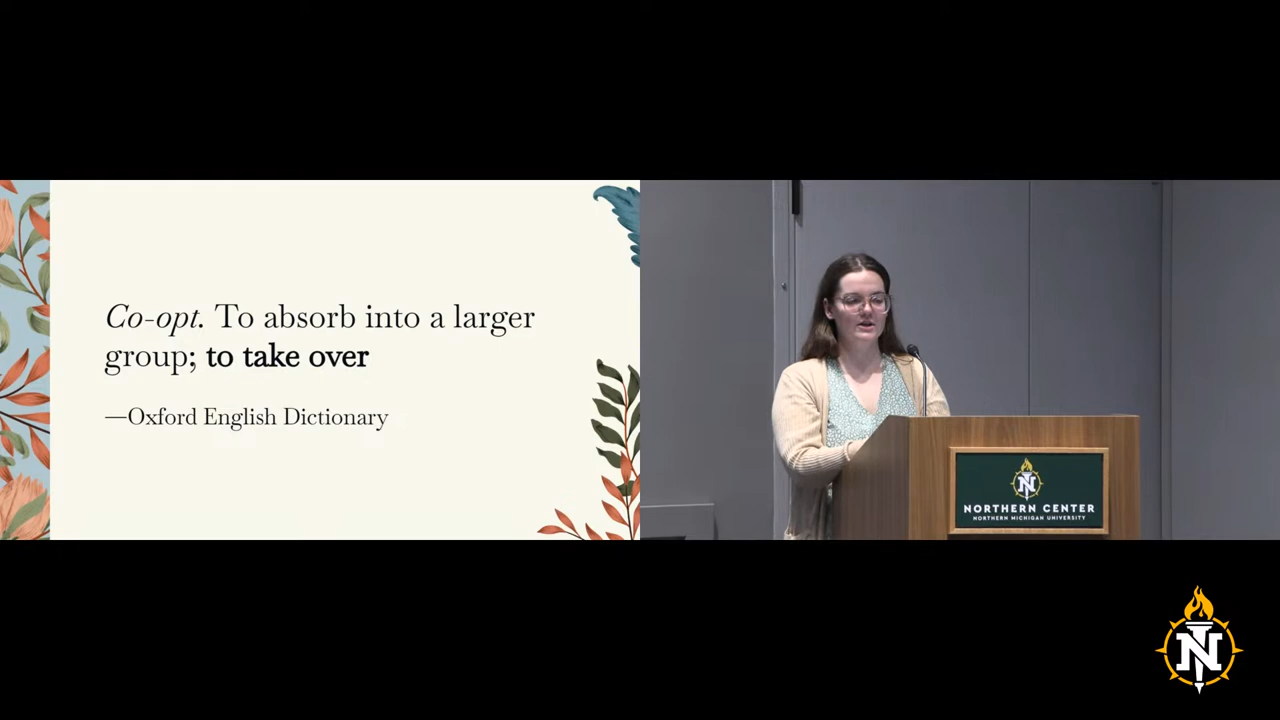 Co-opt. To absorb into a larger
group; to take over
—Oxford English Dictionary
N
NORTHERN CENTER
NORTHERN MICHIGAN UNIVERSITY
N